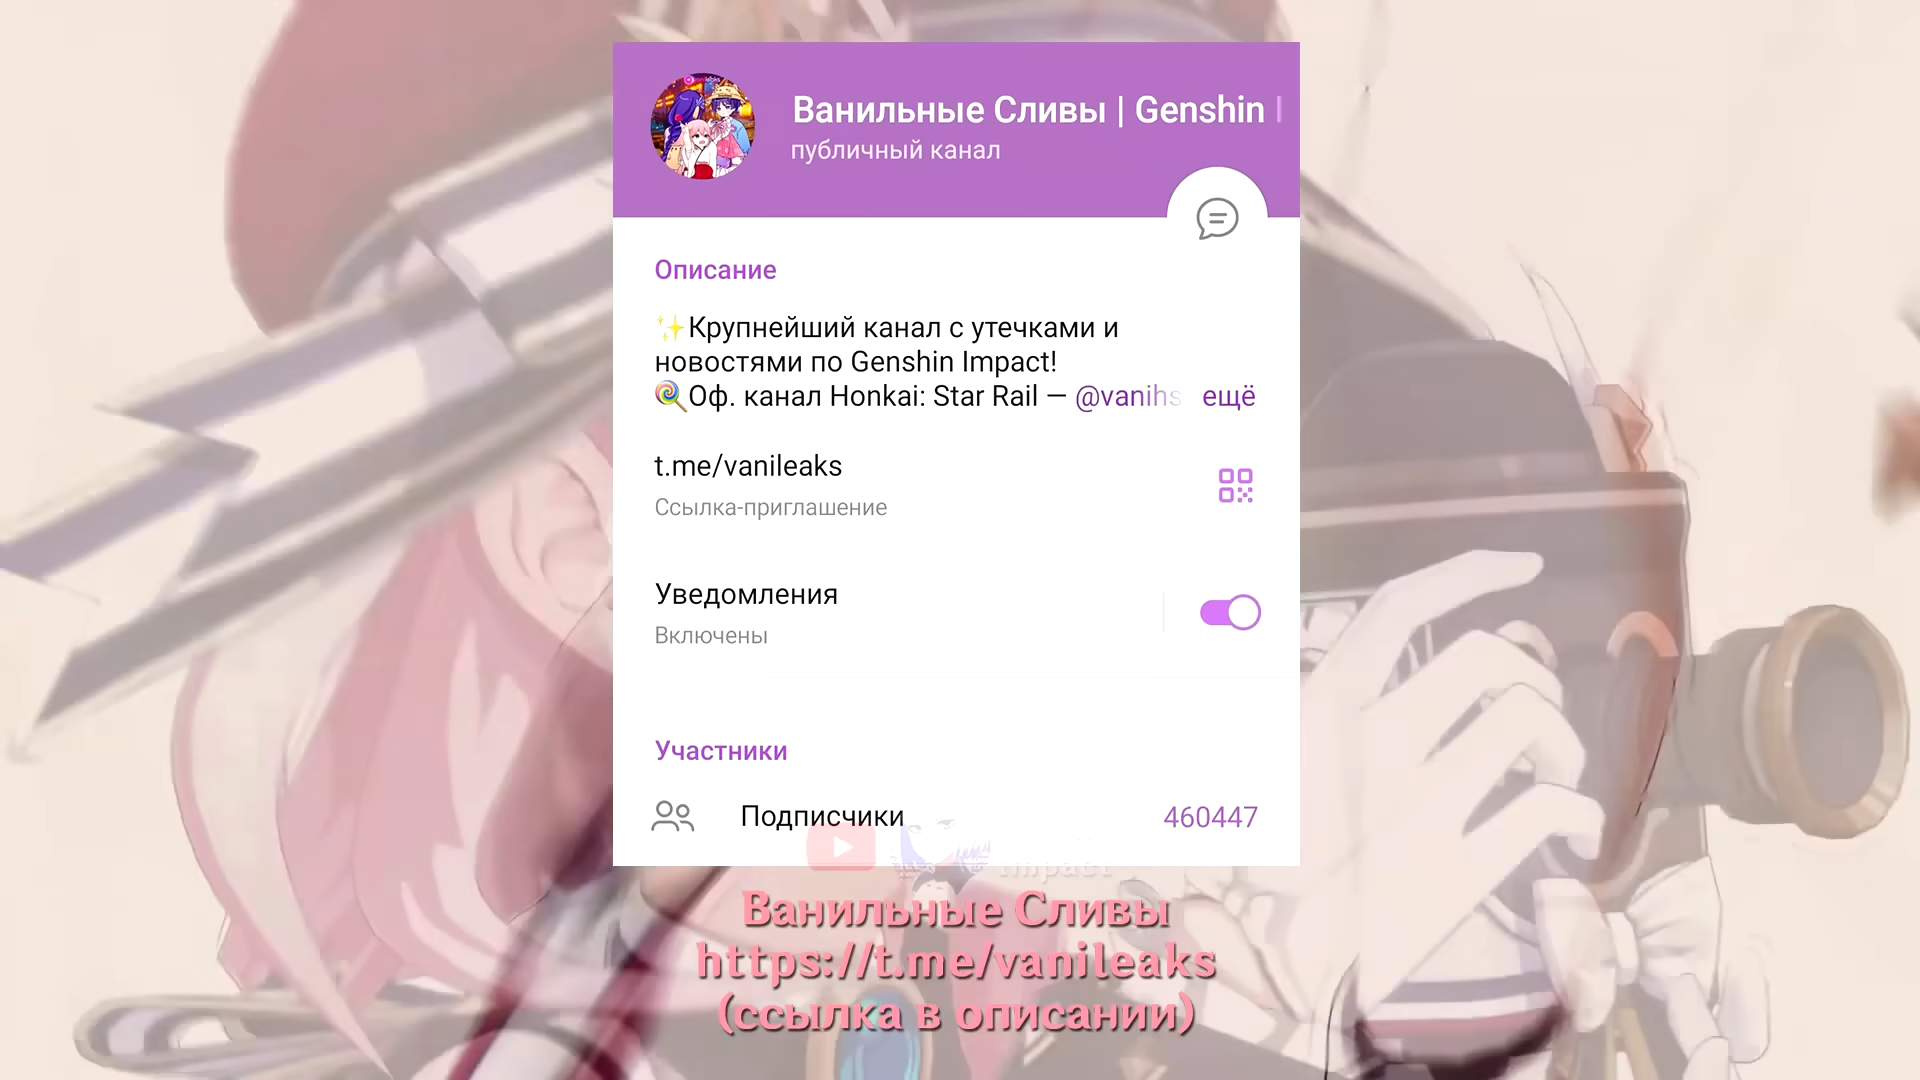 Ванильные Сливы | Genshin
публичный канал
Описание
✨Крупнейший канал с утечками и
новостями по Genshin Impact!
🍭Оф. канал Honkai: Star Rail — @vanihs ещё
t.me/vanileaks
Ссылка-приглашение
Уведомления
Включены
Участники
Подписчики 460447
Impact
Ванильные Сливы
https://t.me/vanileaks
(ссылка в описании)